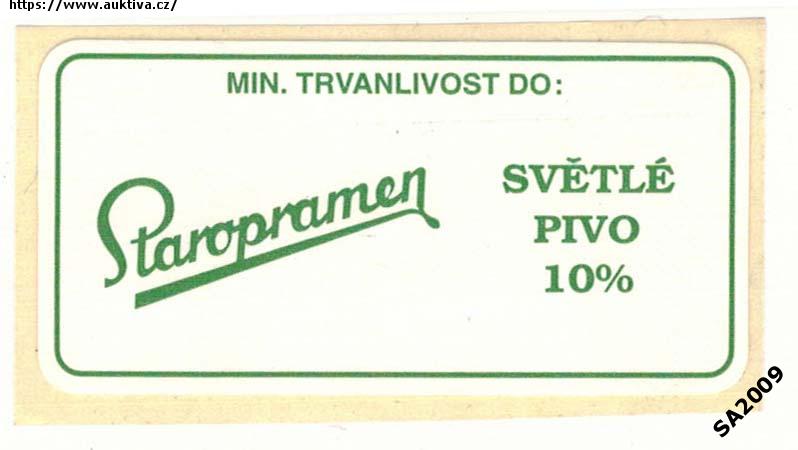 https://www.auktiva.cz/
MIN. TRVANLIVOST DO:
Staropramen
SVĚTLÉ
PIVO
10%
SA2009